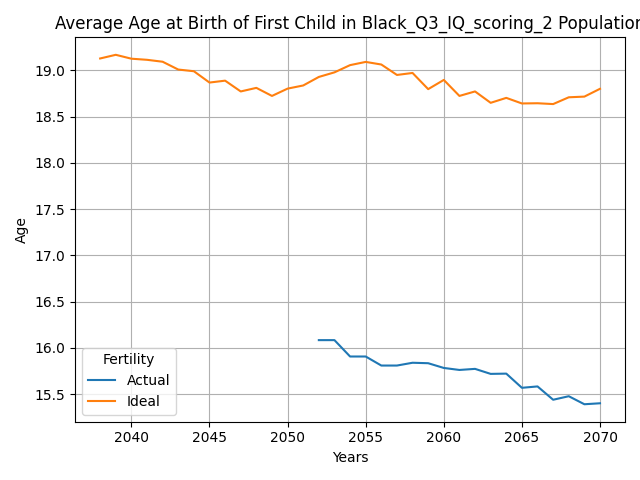 Average Age at Birth of First Child in Black_Q3_IQ_scoring_2 Population
19.0
18.5
18.0
17.5
17.0
16.5
16.0
15.5
Age
Fertility
Actual
Ideal
2040 2045 2050 2055 2060 2065 2070
Years